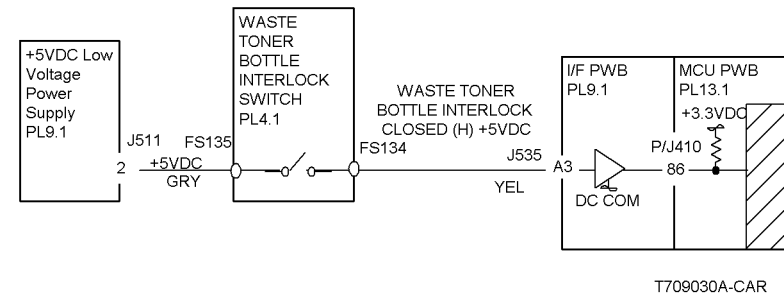 +5VDC Low
Voltage
Power
Supply
PL9.1
J511
2
+5VDC
GRY
FS135
WASTE
TONER
BOTTLE
INTERLOCK
SWITCH
PL4.1
FS134
WASTE TONER
BOTTLE INTERLOCK
CLOSED (H) +5VDC
J535
YEL
A3
I/F PWB
PL9.1
DC COM
MCU PWB
PL13.1
+3.3VDC
P/J410
86
T709030A-CAR